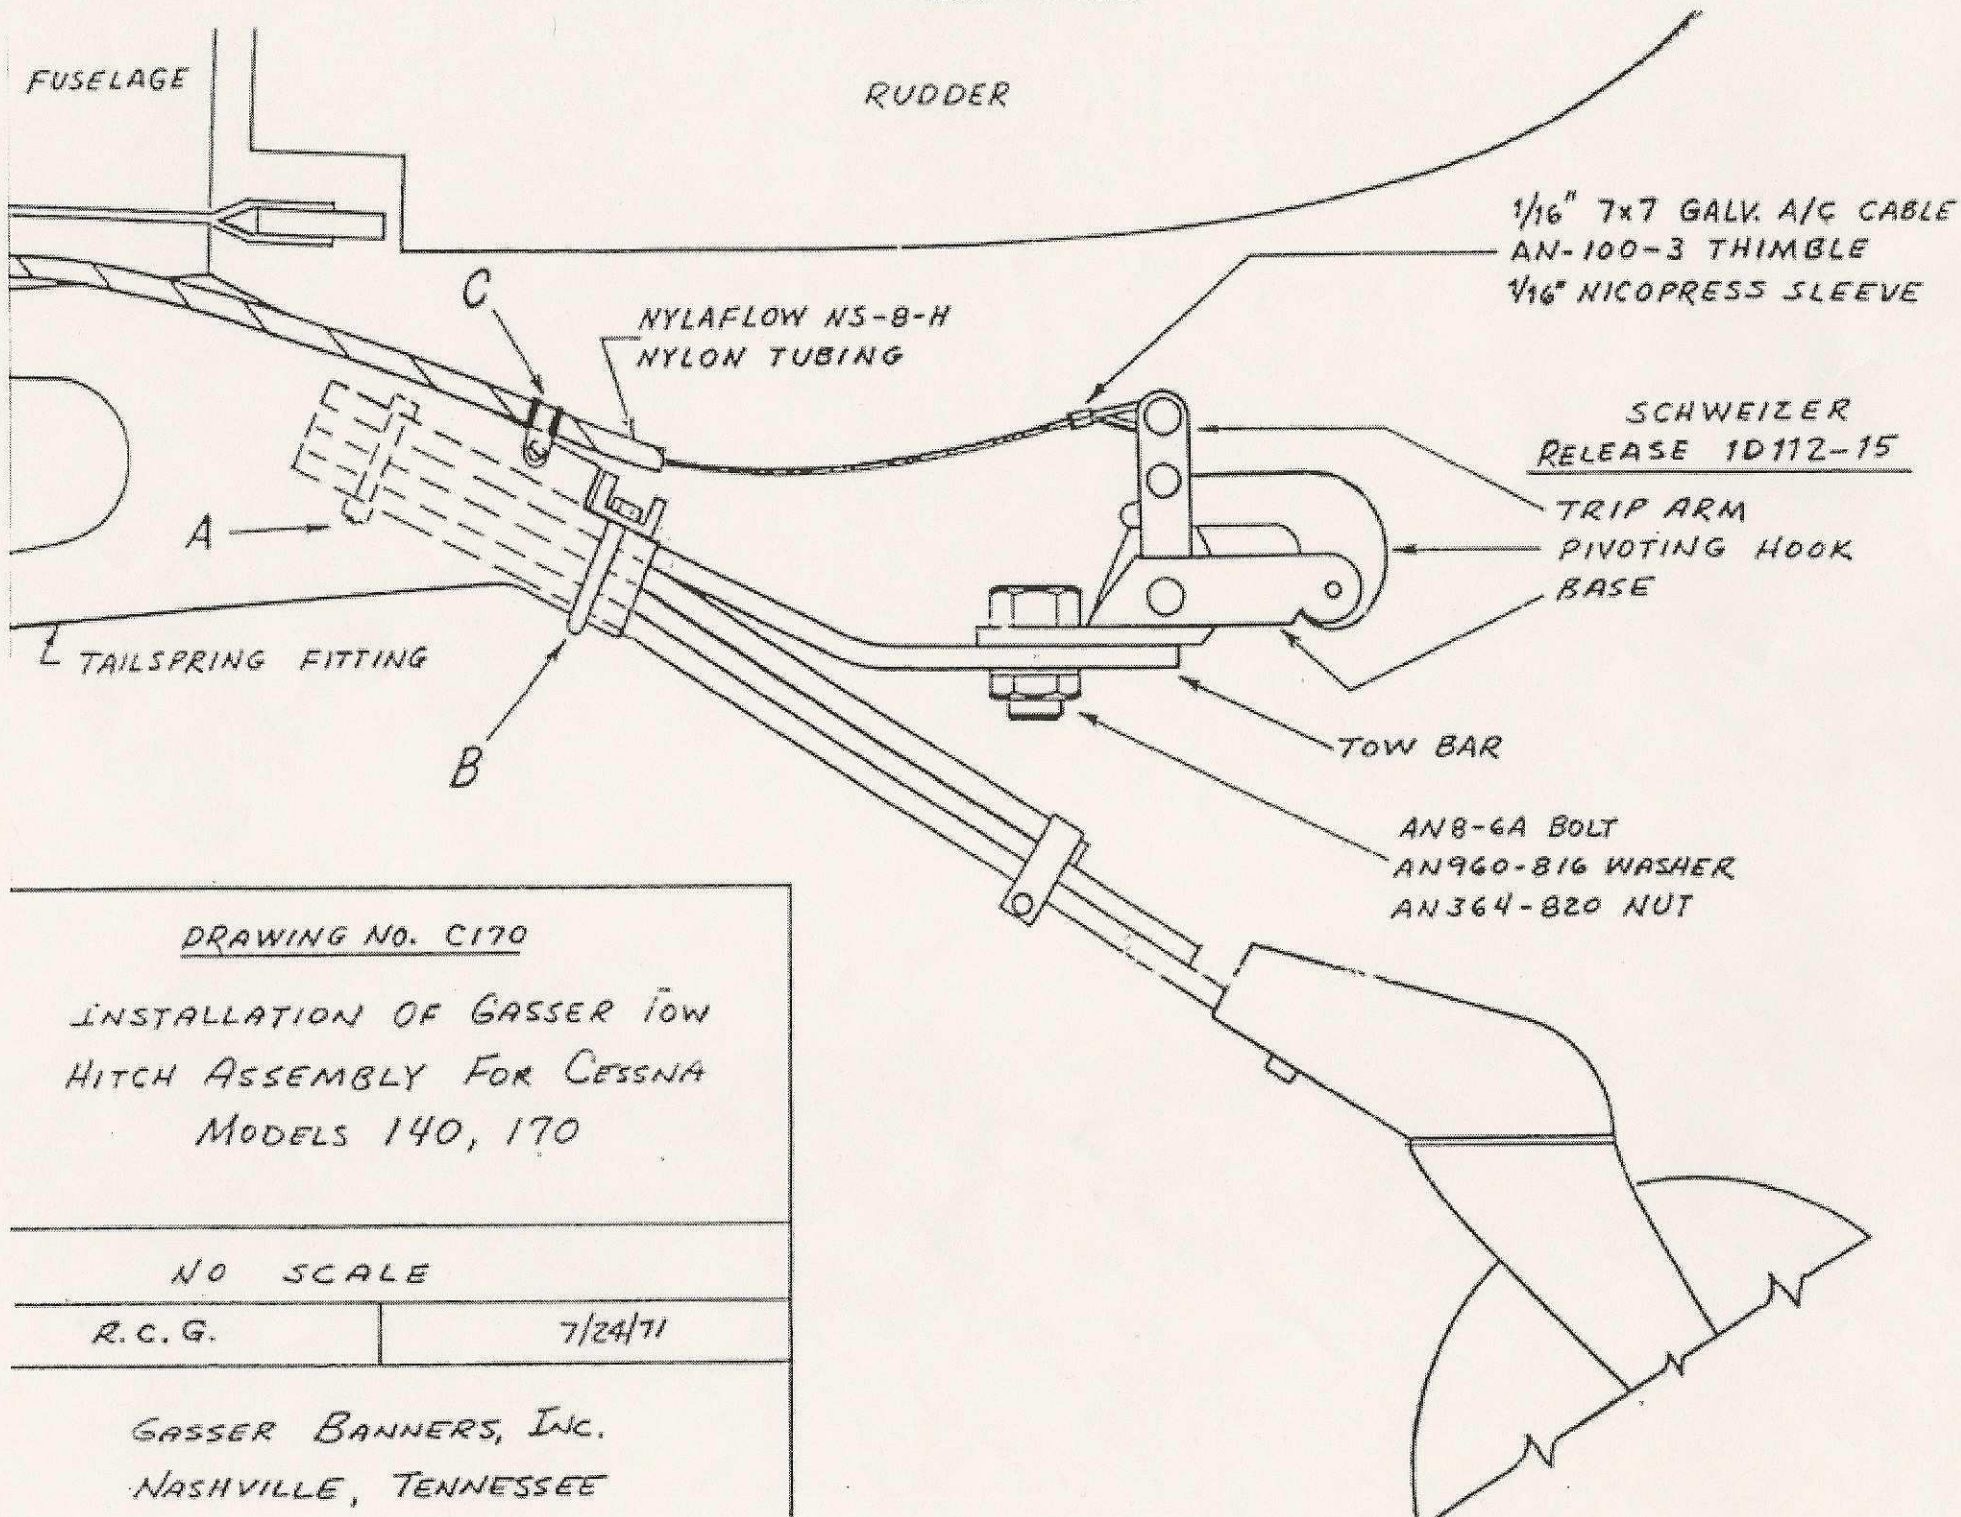 FUSELAGE
RUDDER
1/16" 7x7 GALV. A/C CABLE
AN-100-3 THIMBLE
1/16" NICOPRESS SLEEVE
C
NYLAFLOW NS-8-H
NYLON TUBING
SCHWEIZER
RELEASE 1D112-15
TRIP ARM
PIVOTING HOOK
BASE
A
TAILSPRING FITTING
B
TOW BAR
AN8-6A BOLT
AN960-816 WASHER
AN364-820 NUT
DRAWING NO. C170
INSTALLATION OF GASSER TOW
HITCH ASSEMBLY FOR CESSNA
MODELS 140, 170
NO SCALE
R.C.G.
7/24/71
GASSER BANNERS, INC.
NASHVILLE, TENNESSEE